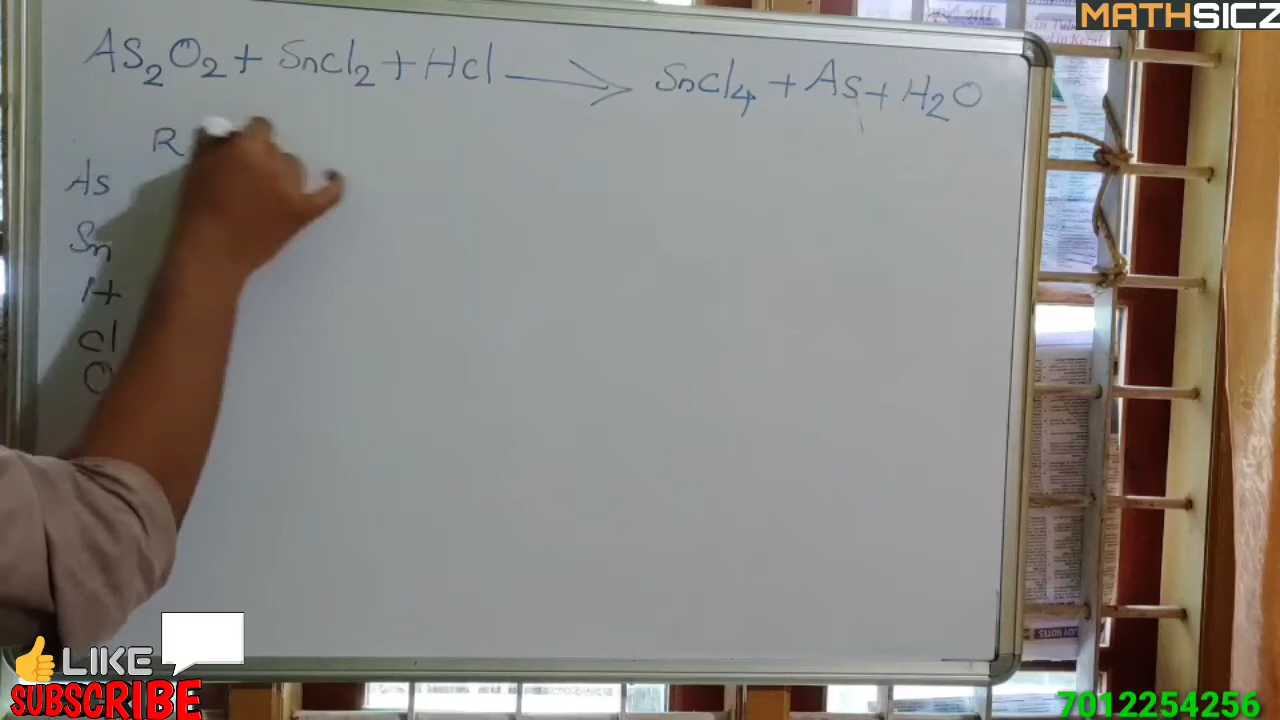 MATHSICZ
As2O2 + SnCl2 + HCl → SnCl4 + As + H2O
R
As
Sn
H
Cl
O
LIKE
SUBSCRIBE
7012254256